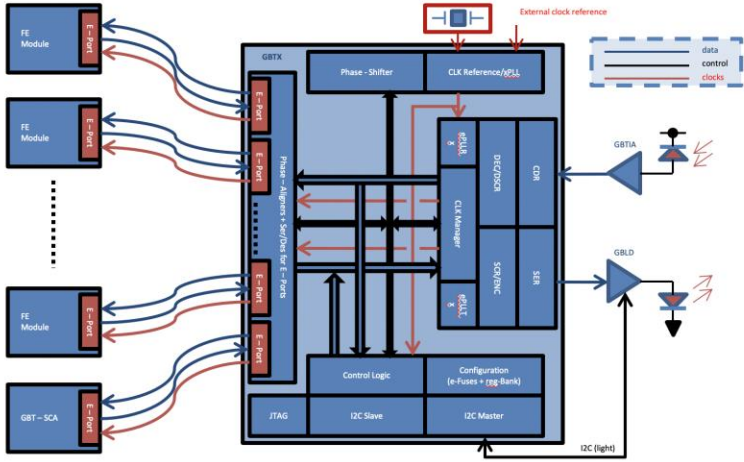 External clock reference
FE
Module
E – Port
GBTX
Phase - Shifter
CLK Reference/xPLL
data
control
clocks
E – Port
FE
Module
E – Port
E – Port
Phase – Aligners + Ser/Des for E – Ports
CLK Manager
DEC/DSCR
CDR
GBTIA
SCR/ENC
SER
GBLD
FE
Module
E – Port
E – Port
E – Port
GBT – SCA
E – Port
Control Logic
Configuration
(e-Fuses + reg-Bank)
JTAG
I2C Slave
I2C Master
I2C (light)